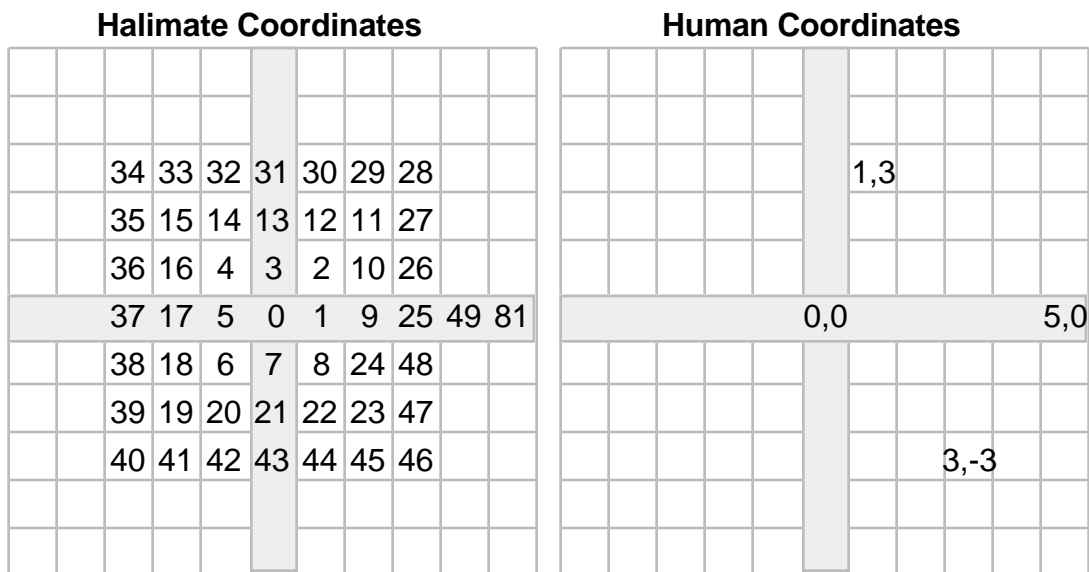 Halimate Coordinates
Human Coordinates
34 33 32 31 30 29 28
1,3
35 15 14 13 12 11 27
36 16 4 3 2 10 26
37 17 5 0 1 9 25 49 81
0,0
5,0
38 18 6 7 8 24 48
39 19 20 21 22 23 47
40 41 42 43 44 45 46
3,-3